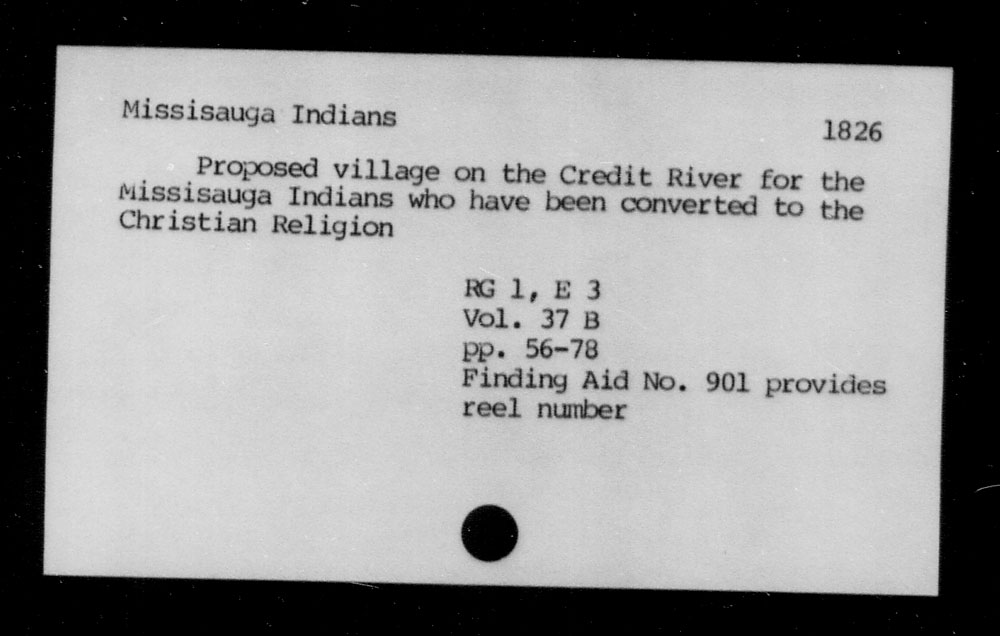 Missisauga Indians
1826
Proposed village on the Credit River for the
Missisauga Indians who have been converted to the
Christian Religion
RG 1, E 3
Vol. 37 B
pp. 56-78
Finding Aid No. 901 provides
reel number